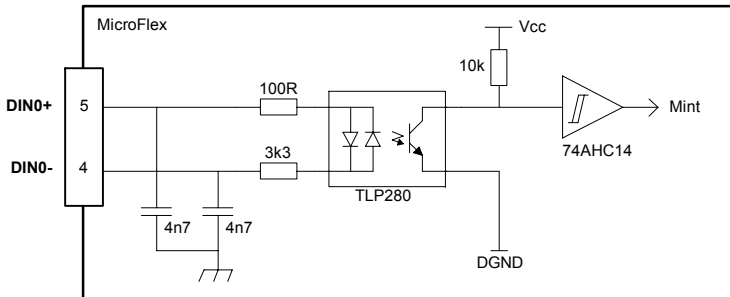 MicroFlex
Vcc
10k
DIN0+
5
100R
Mint
74AHC14
DIN0-
4
3k3
TLP280
4n7
4n7
DGND